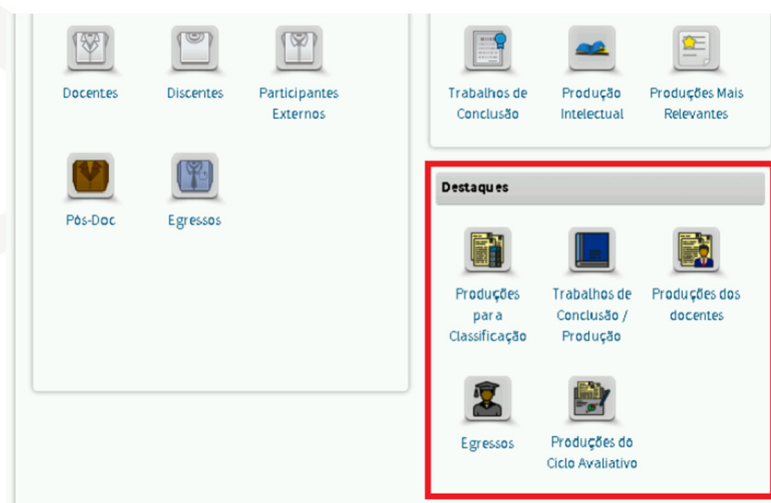 Docentes
Discentes
Participantes
Externos
Pós-Doc
Egressos
Trabalhos de
Conclusão
Produção
Intelectual
Produções Mais
Relevantes
Destaques
Produções
para
Classificação
Trabalhos de
Conclusão /
Produção
Produções dos
docentes
Egressos
Produções do
Ciclo Avaliativo